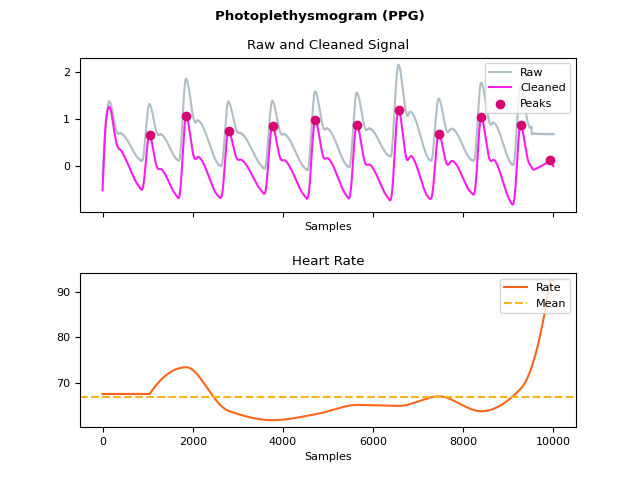 Photoplethysmogram (PPG)
Raw and Cleaned Signal
Raw
Cleaned
Peaks
2
1
0
Samples
Heart Rate
Rate
Mean
90
80
70
0 2000 4000 6000 8000 10000
Samples